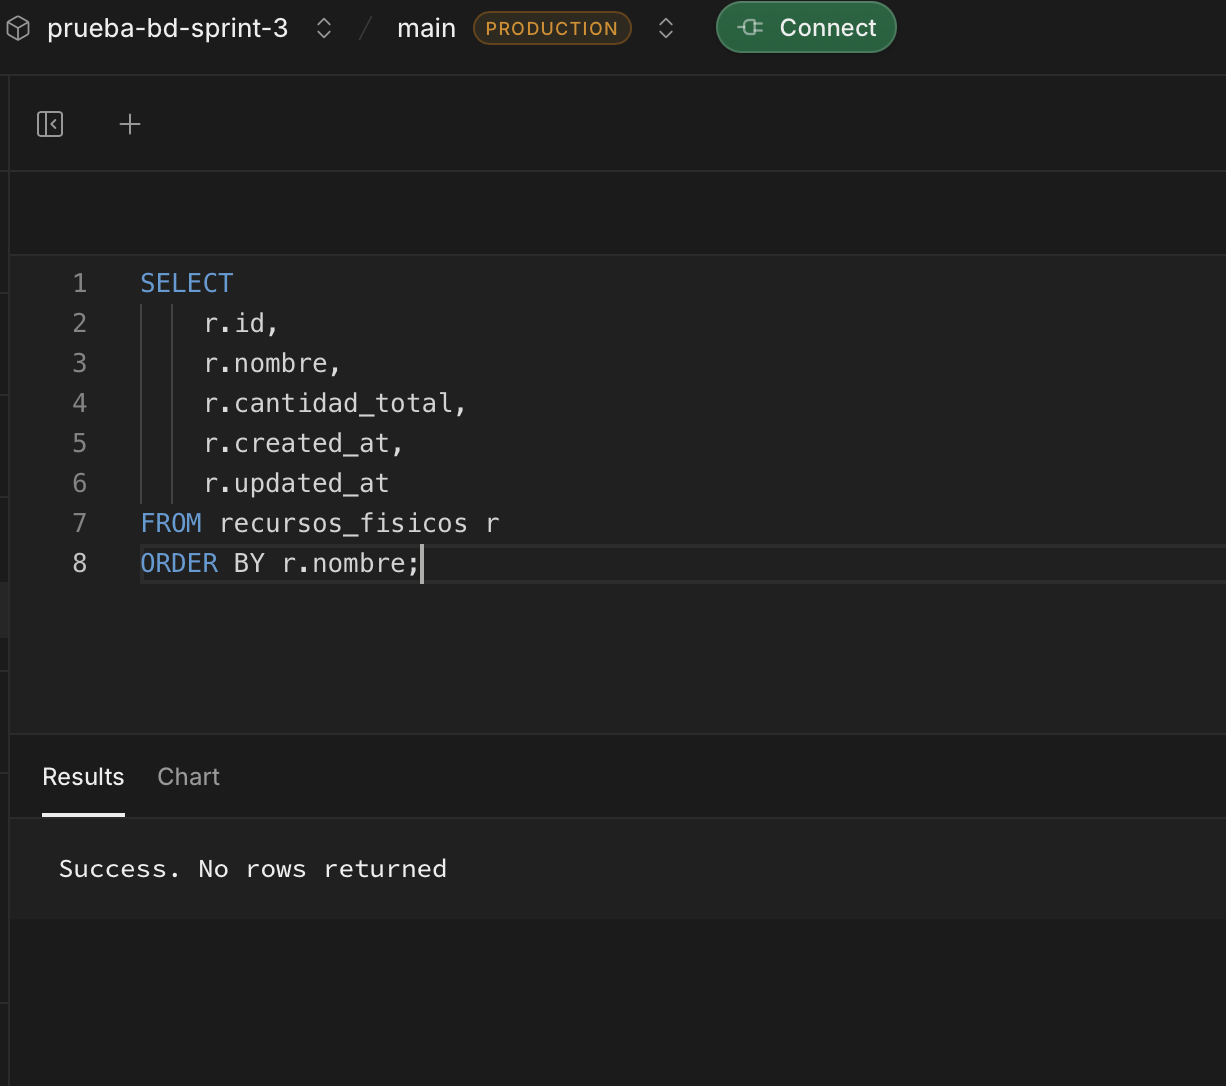 prueba-bd-sprint-3 / main PRODUCTION Connect
1 SELECT
2 r.id,
3 r.nombre,
4 r.cantidad_total,
5 r.created_at,
6 r.updated_at
7 FROM recursos_fisicos r
8 ORDER BY r.nombre;
Results Chart
Success. No rows returned